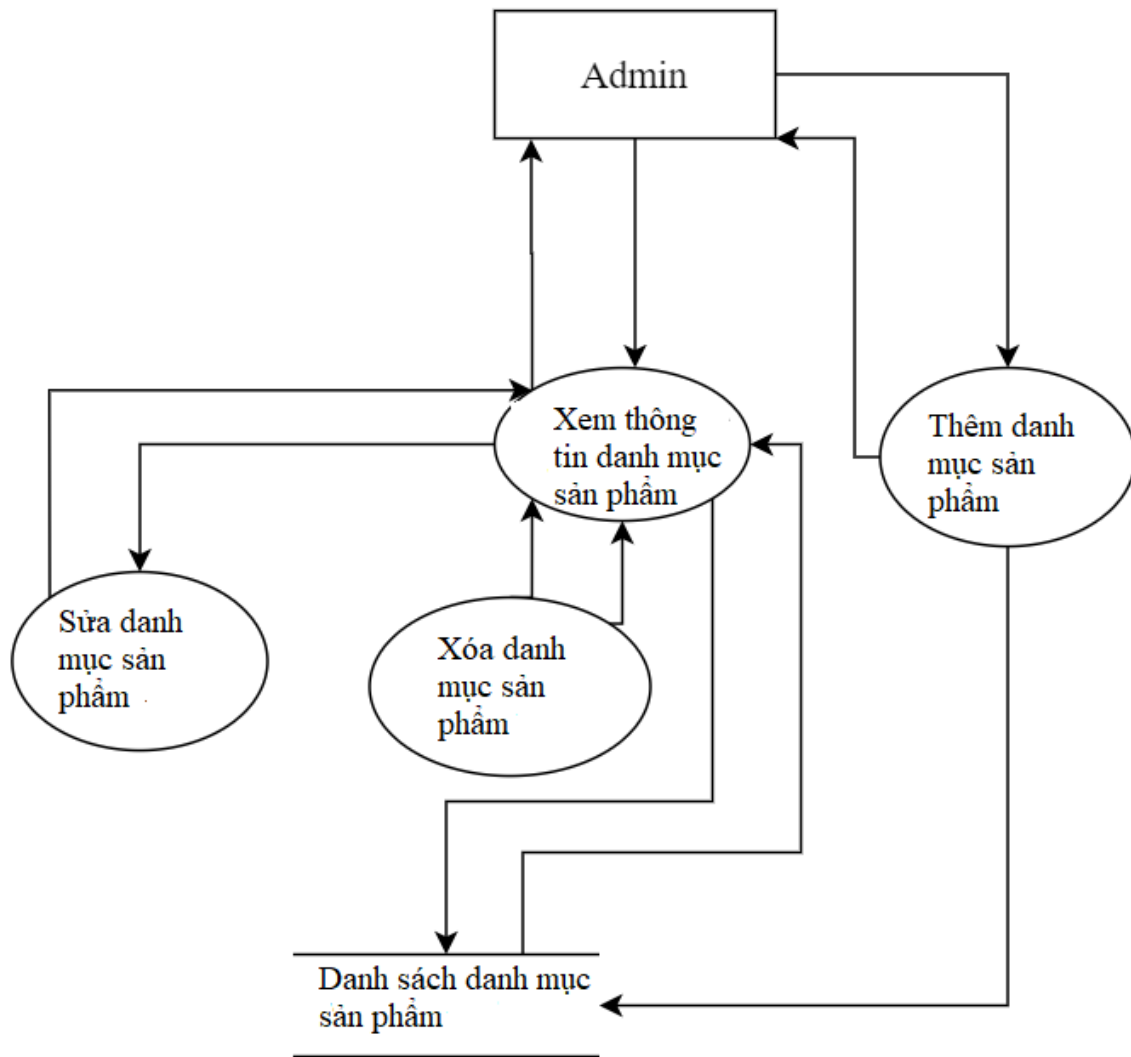 Admin
Xem thông
tin danh mục
sản phẩm
Thêm danh
mục sản
phẩm
Sửa danh
mục sản
phẩm
Xóa danh
mục sản
phẩm
Danh sách danh mục
sản phẩm